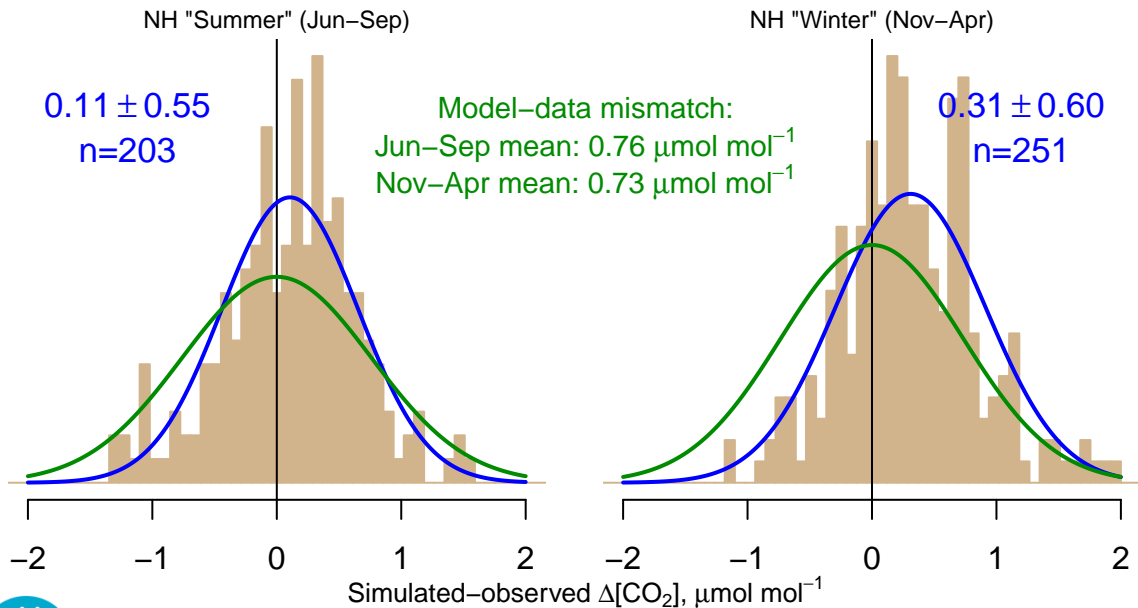 NH "Summer" (Jun−Sep)
NH "Winter" (Nov−Apr)
0.11 ± 0.55
n=203
Model−data mismatch:
Jun−Sep mean: 0.76 μmol mol⁻¹
Nov−Apr mean: 0.73 μmol mol⁻¹
0.31 ± 0.60
n=251
−2 −1 0 1 2
−2 −1 0 1 2
Simulated−observed Δ[CO₂], μmol mol⁻¹